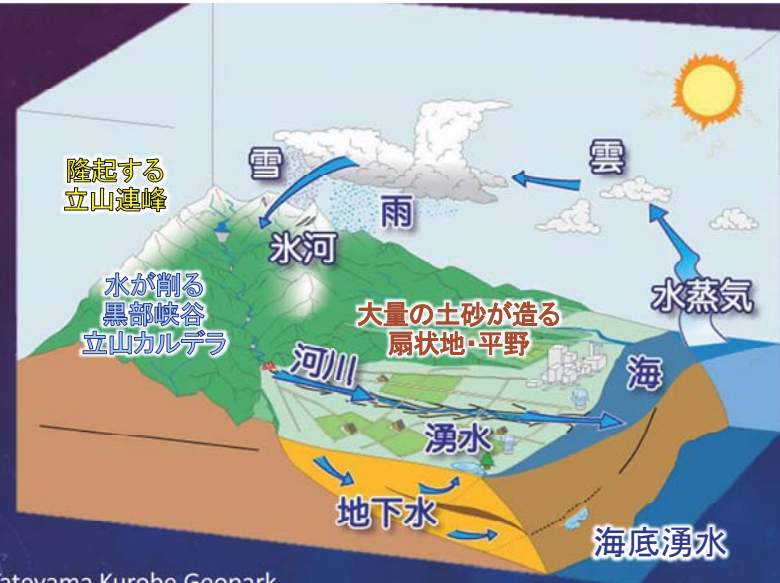 隆起する
立山連峰
雪
雲
雨
氷河
水蒸気
水が削る
黒部峡谷
立山カルデラ
大量の土砂が造る
扇状地・平野
河川
海
湧水
地下水
海底湧水
Kurobe Geopark